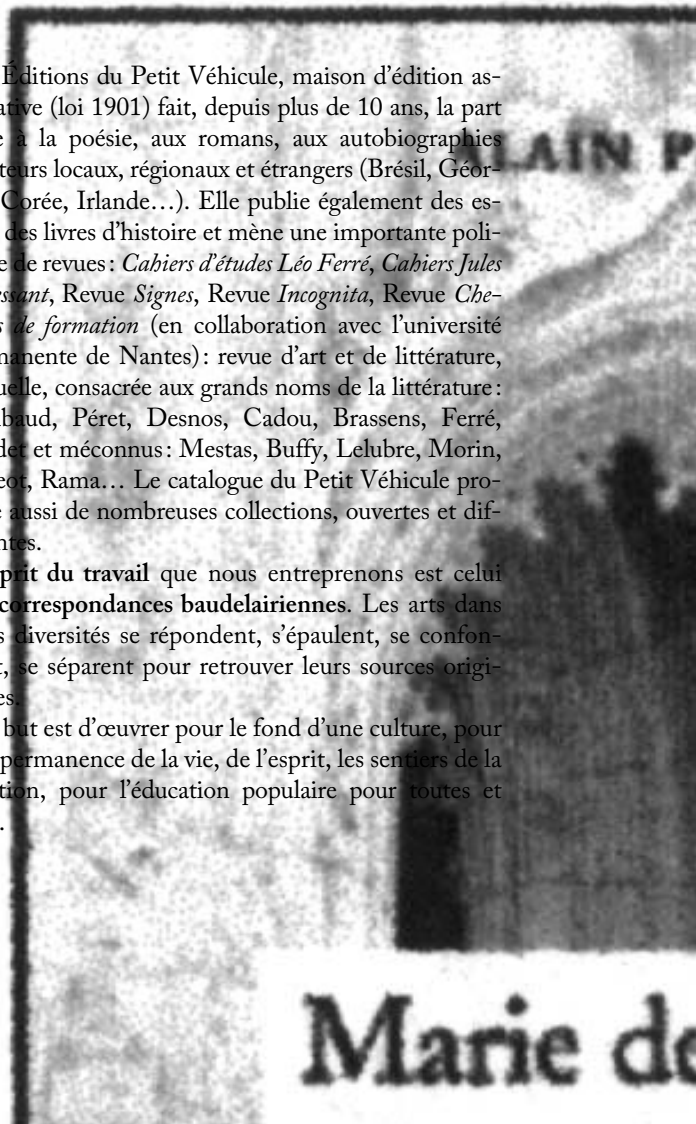 Éditions du Petit Véhicule, maison d’édition as-
ative (loi 1901) fait, depuis plus de 10 ans, la part
e à la poésie, aux romans, aux autobiographies
teurs locaux, régionaux et étrangers (Brésil, Géor-
Corée, Irlande…). Elle publie également des es-
des livres d’histoire et mène une importante poli-
e de revues : Cahiers d’études Léo Ferré, Cahiers Jules
essant, Revue Signes, Revue Incognita, Revue Che-
s de formation (en collaboration avec l’université
manente de Nantes) : revue d’art et de littérature,
uelle, consacrée aux grands noms de la littérature :
baud, Péret, Desnos, Cadou, Brassens, Ferré,
det et méconnus : Mestas, Buffy, Lelubre, Morin,
eot, Rama… Le catalogue du Petit Véhicule pro-
e aussi de nombreuses collections, ouvertes et dif-
ntes.
prit du travail que nous entreprenons est celui
correspondances baudelairiennes. Les arts dans
s diversités se répondent, s’épaulent, se confon-
t, se séparent pour retrouver leurs sources origi-
es.
but est d’œuvrer pour le fond d’une culture, pour
permanence de la vie, de l’esprit, les sentiers de la
tion, pour l’éducation populaire pour toutes et
.
LAIN P
Marie de